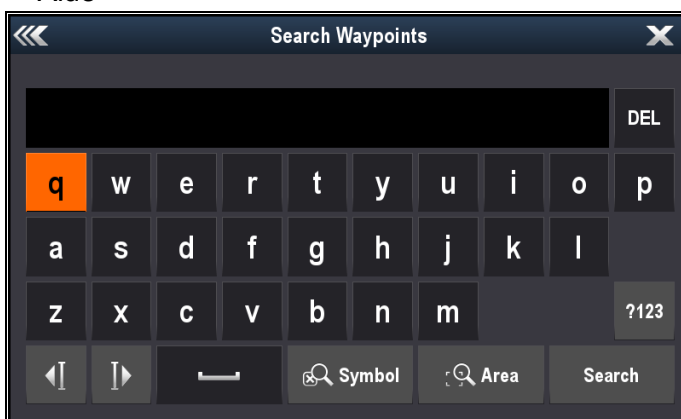 Search Waypoints
DEL
q w e r t y u i o p
a s d f g h j k l
z x c v b n m ?123
Symbol Area Search